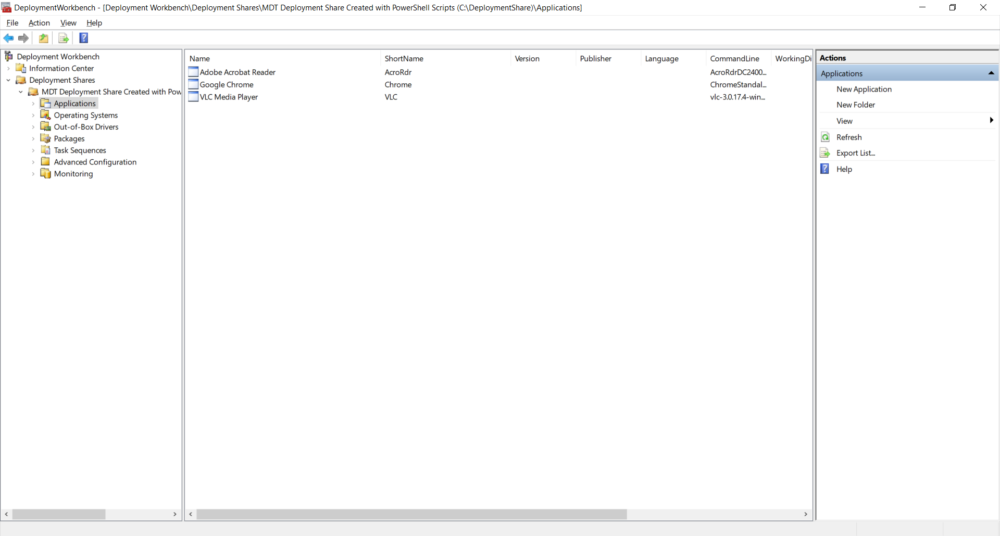 DeploymentWorkbench - [Deployment Workbench\Deployment Shares\MDT Deployment Share Created with PowerShell Scripts (C:\DeploymentShare)\Applications]
File Action View Help
Deployment Workbench
Information Center
Deployment Shares
MDT Deployment Share Created with Pow
Applications
Operating Systems
Out-of-Box Drivers
Packages
Task Sequences
Advanced Configuration
Monitoring
Name ShortName Version Publisher Language CommandLine WorkingDi
Adobe Acrobat Reader AcroRdr AcroRdrDC2400...
Google Chrome Chrome ChromeStandal...
VLC Media Player VLC vlc-3.0.17.4-win...
Actions
Applications
New Application
New Folder
View
Refresh
Export List...
Help